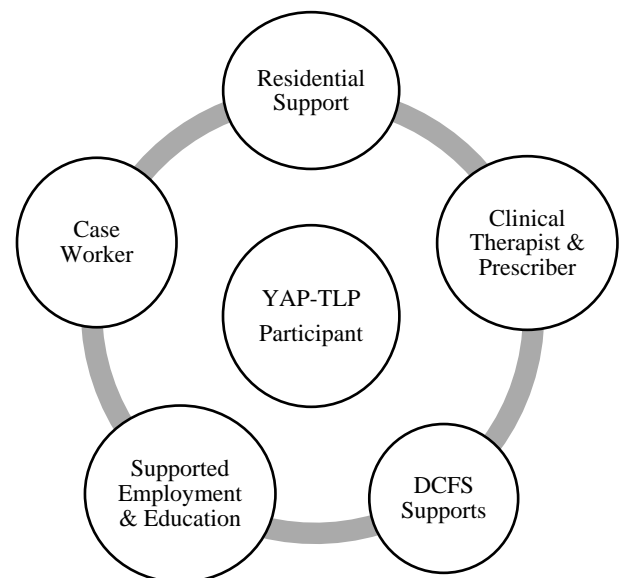 Residential
Support
Clinical
Therapist &
Prescriber
Case
Worker
YAP-TLP
Participant
Supported
Employment
& Education
DCFS
Supports